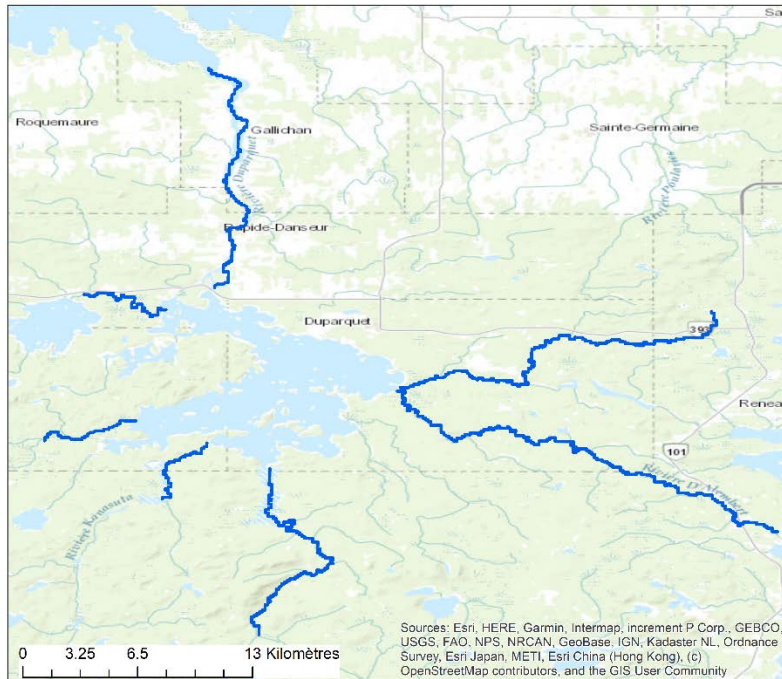 Sa
Roquemaure
Gallichan
Sainte-Germaine
Rivière Duparquet
Rivière Poularies
Rapide-Danseur
Duparquet
393
Renea
101
Rivière D'Alembert
Rivière Kanasuta
Sources: Esri, HERE, Garmin, Intermap, increment P Corp., GEBCO,
USGS, FAO, NPS, NRCAN, GeoBase, IGN, Kadaster NL, Ordnance
Survey, Esri Japan, METI, Esri China (Hong Kong), (c)
OpenStreetMap contributors, and the GIS User Community
0 3.25 6.5 13 Kilomètres